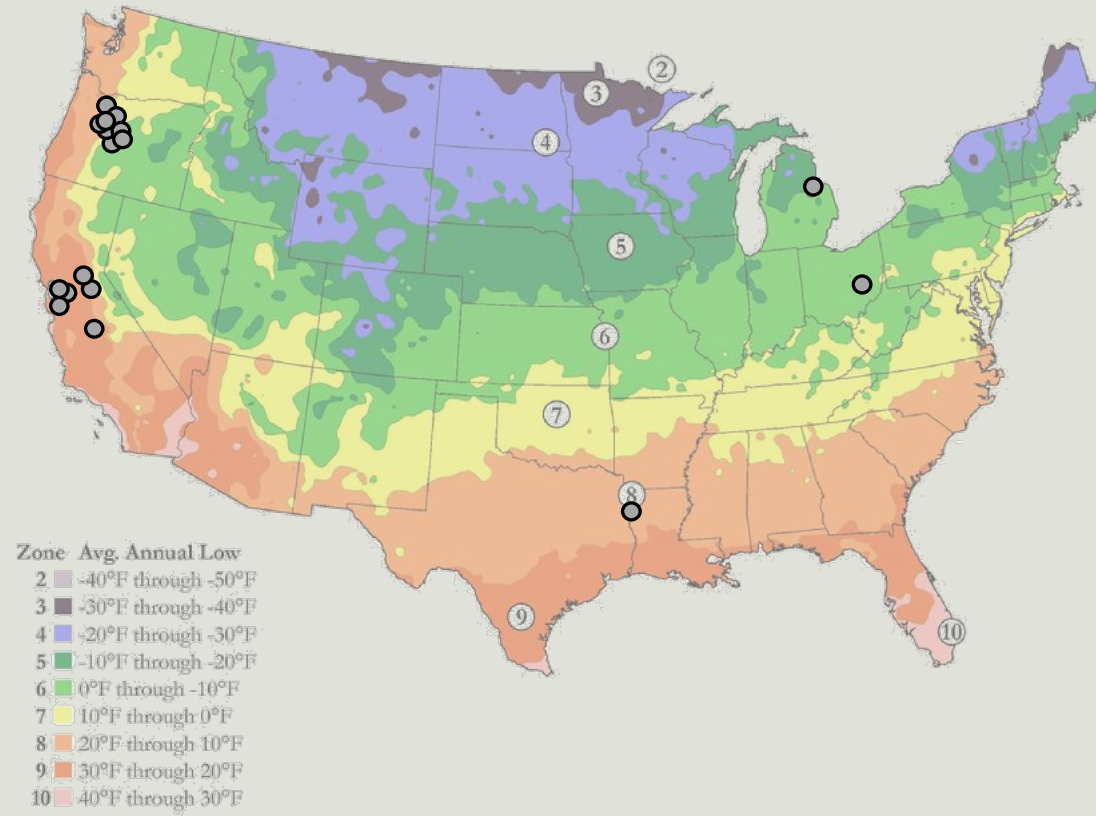 2
3
4
5
6
7
8
9
10
Zone Avg. Annual Low
2 -40°F through -50°F
3 -30°F through -40°F
4 -20°F through -30°F
5 -10°F through -20°F
6 0°F through -10°F
7 10°F through 0°F
8 20°F through 10°F
9 30°F through 20°F
10 40°F through 30°F